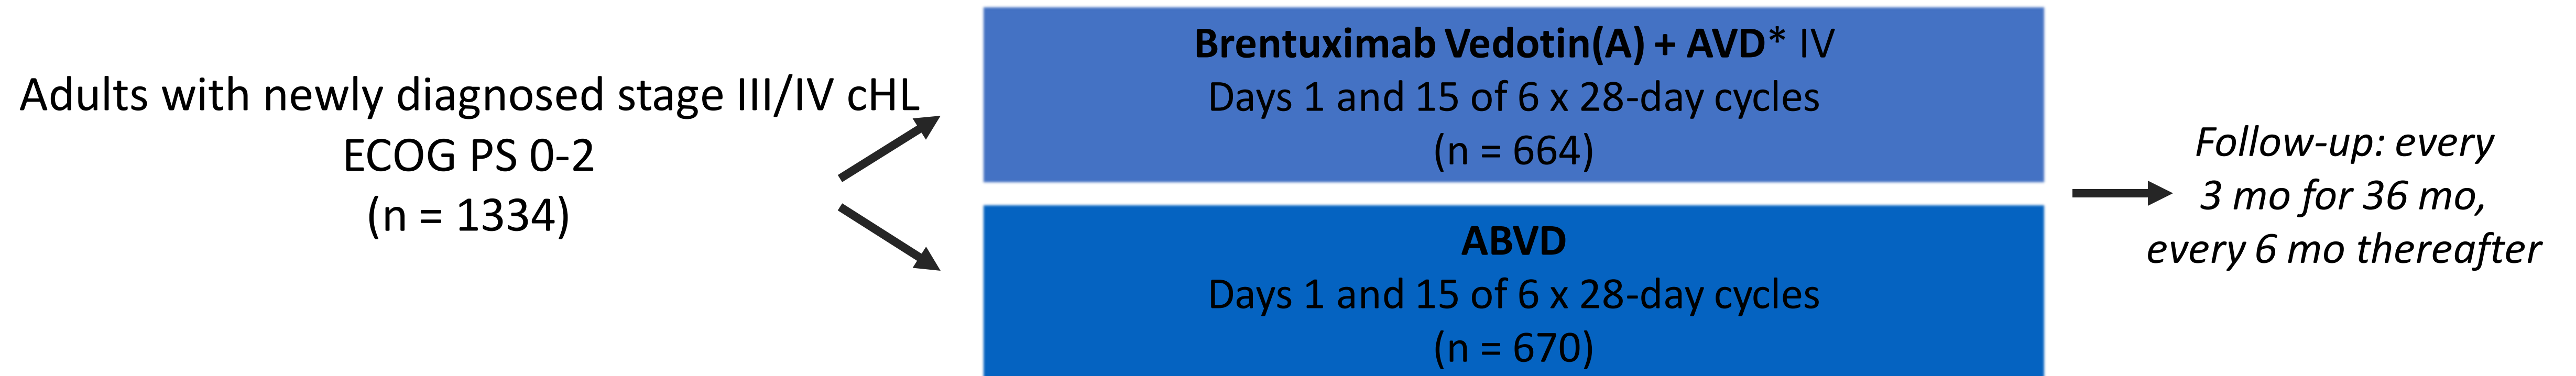 Adults with newly diagnosed stage III/IV cHL
ECOG PS 0-2
(n = 1334)
Brentuximab Vedotin(A) + AVD* IV
Days 1 and 15 of 6 x 28-day cycles
(n = 664)
ABVD
Days 1 and 15 of 6 x 28-day cycles
(n = 670)
Follow-up: every
3 mo for 36 mo,
every 6 mo thereafter